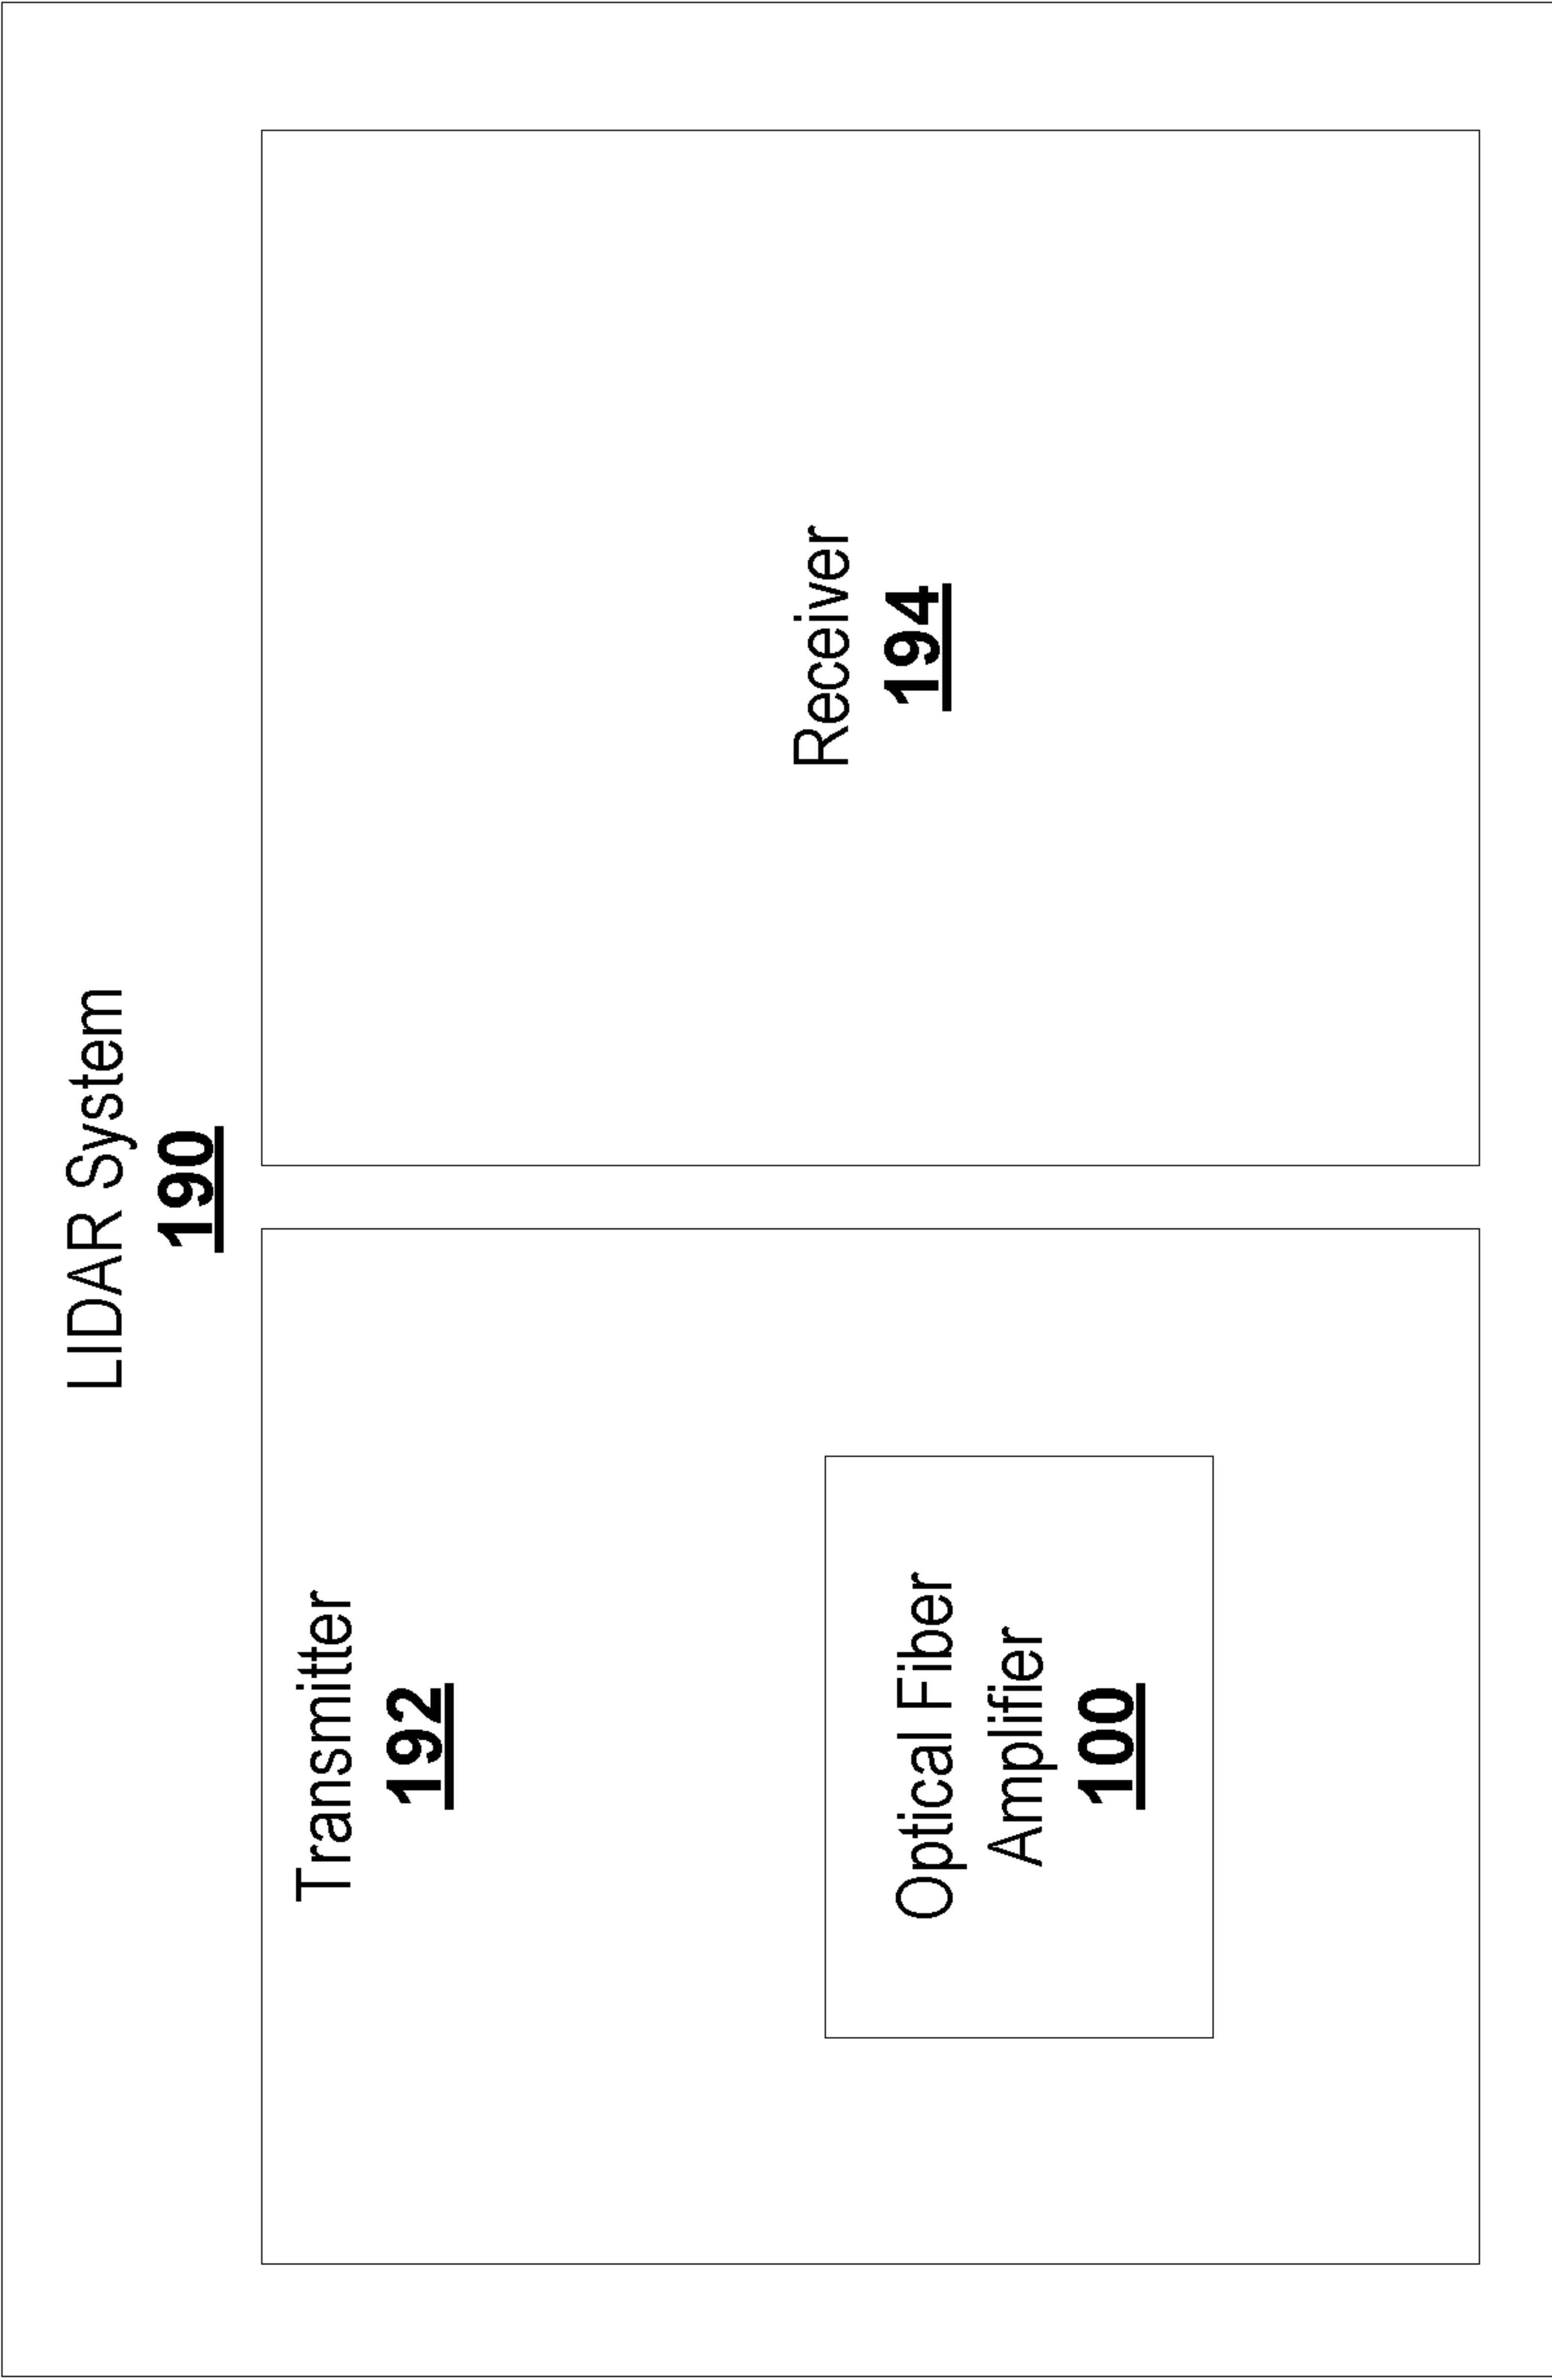 LIDAR System
190
Transmitter
192
Optical Fiber
Amplifier
100
Receiver
194